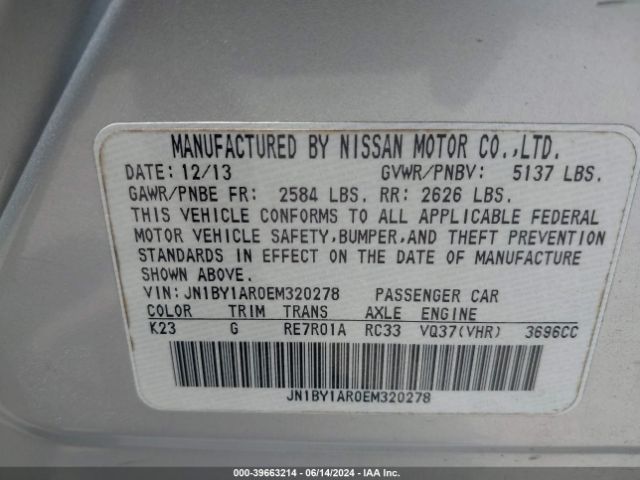 MANUFACTURED BY NISSAN MOTOR CO.,LTD.
DATE: 12/13 GVWR/PNBV: 5137 LBS.
GAWR/PNBE FR: 2584 LBS. RR: 2626 LBS.
THIS VEHICLE CONFORMS TO ALL APPLICABLE FEDERAL
MOTOR VEHICLE SAFETY,BUMPER,AND THEFT PREVENTION
STANDARDS IN EFFECT ON THE DATE OF MANUFACTURE
SHOWN ABOVE.
VIN:JN1BY1AR0EM320278 PASSENGER CAR
COLOR TRIM TRANS AXLE ENGINE
K23 G RE7R01A RC33 VQ37(VHR) 3696CC
JN1BY1AR0EM320278
000-39663214 / 06/14/2024 - IAA Inc.